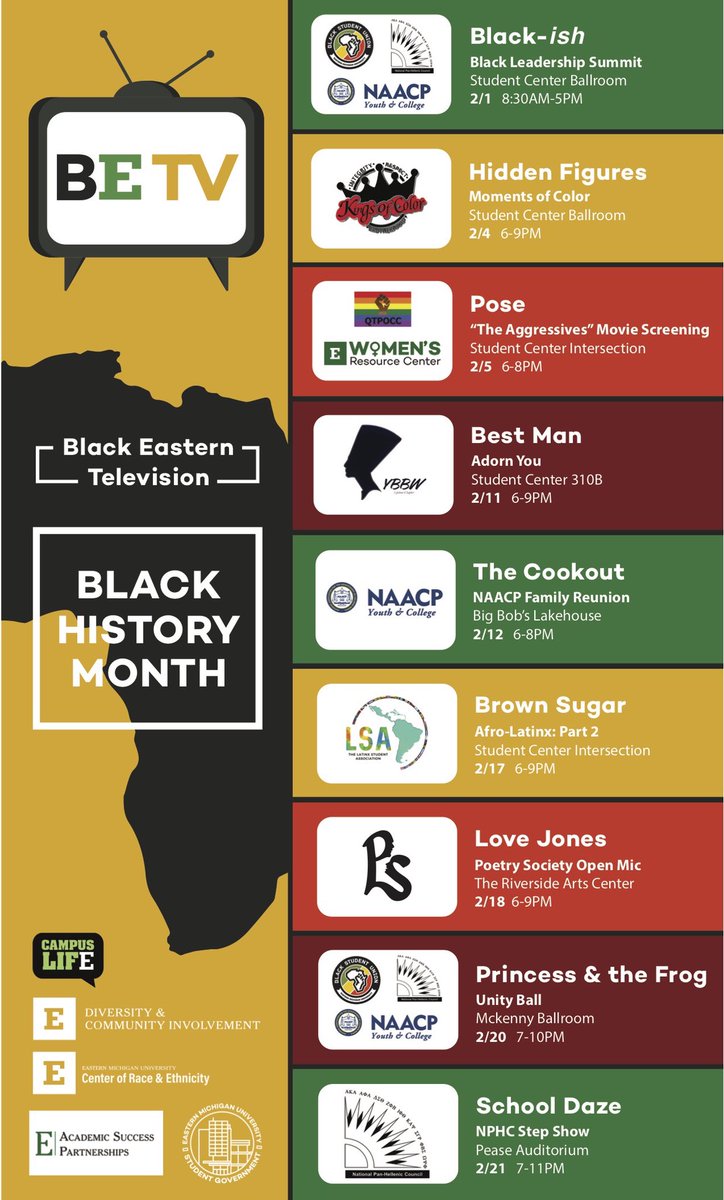 BE TV
Black Eastern
Television
BLACK
HISTORY
MONTH
CAMPUS
LIFE
E
DIVERSITY &
COMMUNITY INVOLVEMENT
E
EASTERN MICHIGAN UNIVERSITY
Center of Race & Ethnicity
E
ACADEMIC SUCCESS
PARTNERSHIPS
EASTERN MICHIGAN UNIVERSITY
STUDENT GOVERNMENT
BLACK STUDENT UNION
National Pan-Hellenic Council
NAACP
Youth & College
Black-ish
Black Leadership Summit
Student Center Ballroom
2/1 8:30AM-5PM
INTEGRITY RESPECT
Kings of Color
Hidden Figures
Moments of Color
Student Center Ballroom
2/4 6-9PM
QTPOCC
E WOMEN'S
Resource Center
Pose
“The Aggressives” Movie Screening
Student Center Intersection
2/5 6-8PM
YBBW
Best Man
Adorn You
Student Center 310B
2/11 6-9PM
NAACP
Youth & College
The Cookout
NAACP Family Reunion
Big Bob's Lakehouse
2/12 6-8PM
LSA
THE LATINX STUDENT
ASSOCIATION
Brown Sugar
Afro-Latinx: Part 2
Student Center Intersection
2/17 6-9PM
Ps
Love Jones
Poetry Society Open Mic
The Riverside Arts Center
2/18 6-9PM
BLACK STUDENT UNION
National Pan-Hellenic Council
NAACP
Youth & College
Princess & the Frog
Unity Ball
Mckenny Ballroom
2/20 7-10PM
ΑΚΑ ΑΦΑ ΔΣΘ ΖΦΒ ΙΦΘ ΚΑΨ ΣΓΡ ΦΒΣ ΩΨΦ
National Pan-Hellenic Council
School Daze
NPHC Step Show
Pease Auditorium
2/21 7-11PM